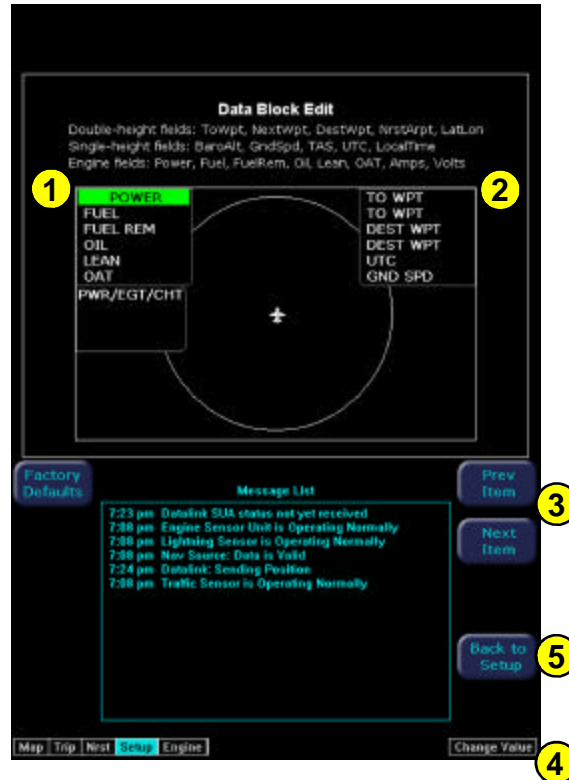 Data Block Edit
Double-height fields: ToWpt, NextWpt, DestWpt, NrstArpt, LatLon
Single-height fields: BaroAlt, GndSpd, TAS, UTC, LocalTime
Engine fields: Power, Fuel, FuelRem, Oil, Lean, OAT, Amps, Volts
1
POWER
FUEL
FUEL REM
OIL
LEAN
OAT
PWR/EGT/CHT
TO WPT
TO WPT
DEST WPT
DEST WPT
UTC
GND SPD
2
Factory
Defaults
Message List
Prev
Item
3
7:23 pm Datalink SUA status not yet received
7:08 pm Engine Sensor Unit is Operating Normally
7:08 pm Lightning Sensor is Operating Normally
7:08 pm Nav Source: Data is Valid
7:24 pm Datalink: Sending Position
7:08 pm Traffic Sensor is Operating Normally
Next
Item
Back to
Setup
5
Map Trip Nrst Setup Engine
Change Value
4